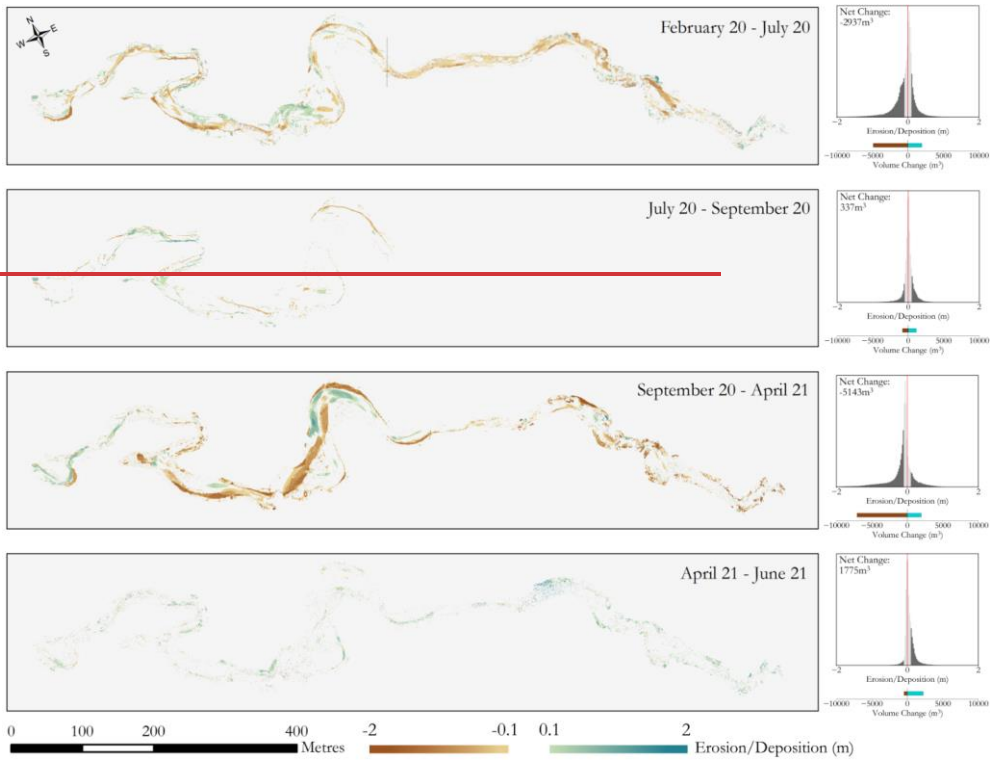 N
E
W
S
February 20 - July 20
Net Change:
-2937m³
−2 0 2
Erosion/Deposition (m)
−10000 −5000 0 5000 10000
Volume Change (m³)
July 20 - September 20
Net Change:
337m³
−2 0 2
Erosion/Deposition (m)
−10000 −5000 0 5000 10000
Volume Change (m³)
September 20 - April 21
Net Change:
-5143m³
−2 0 2
Erosion/Deposition (m)
−10000 −5000 0 5000 10000
Volume Change (m³)
April 21 - June 21
Net Change:
1775m³
−2 0 2
Erosion/Deposition (m)
−10000 −5000 0 5000 10000
Volume Change (m³)
0 100 200 400 Metres
-2 -0.1 0.1 2 Erosion/Deposition (m)